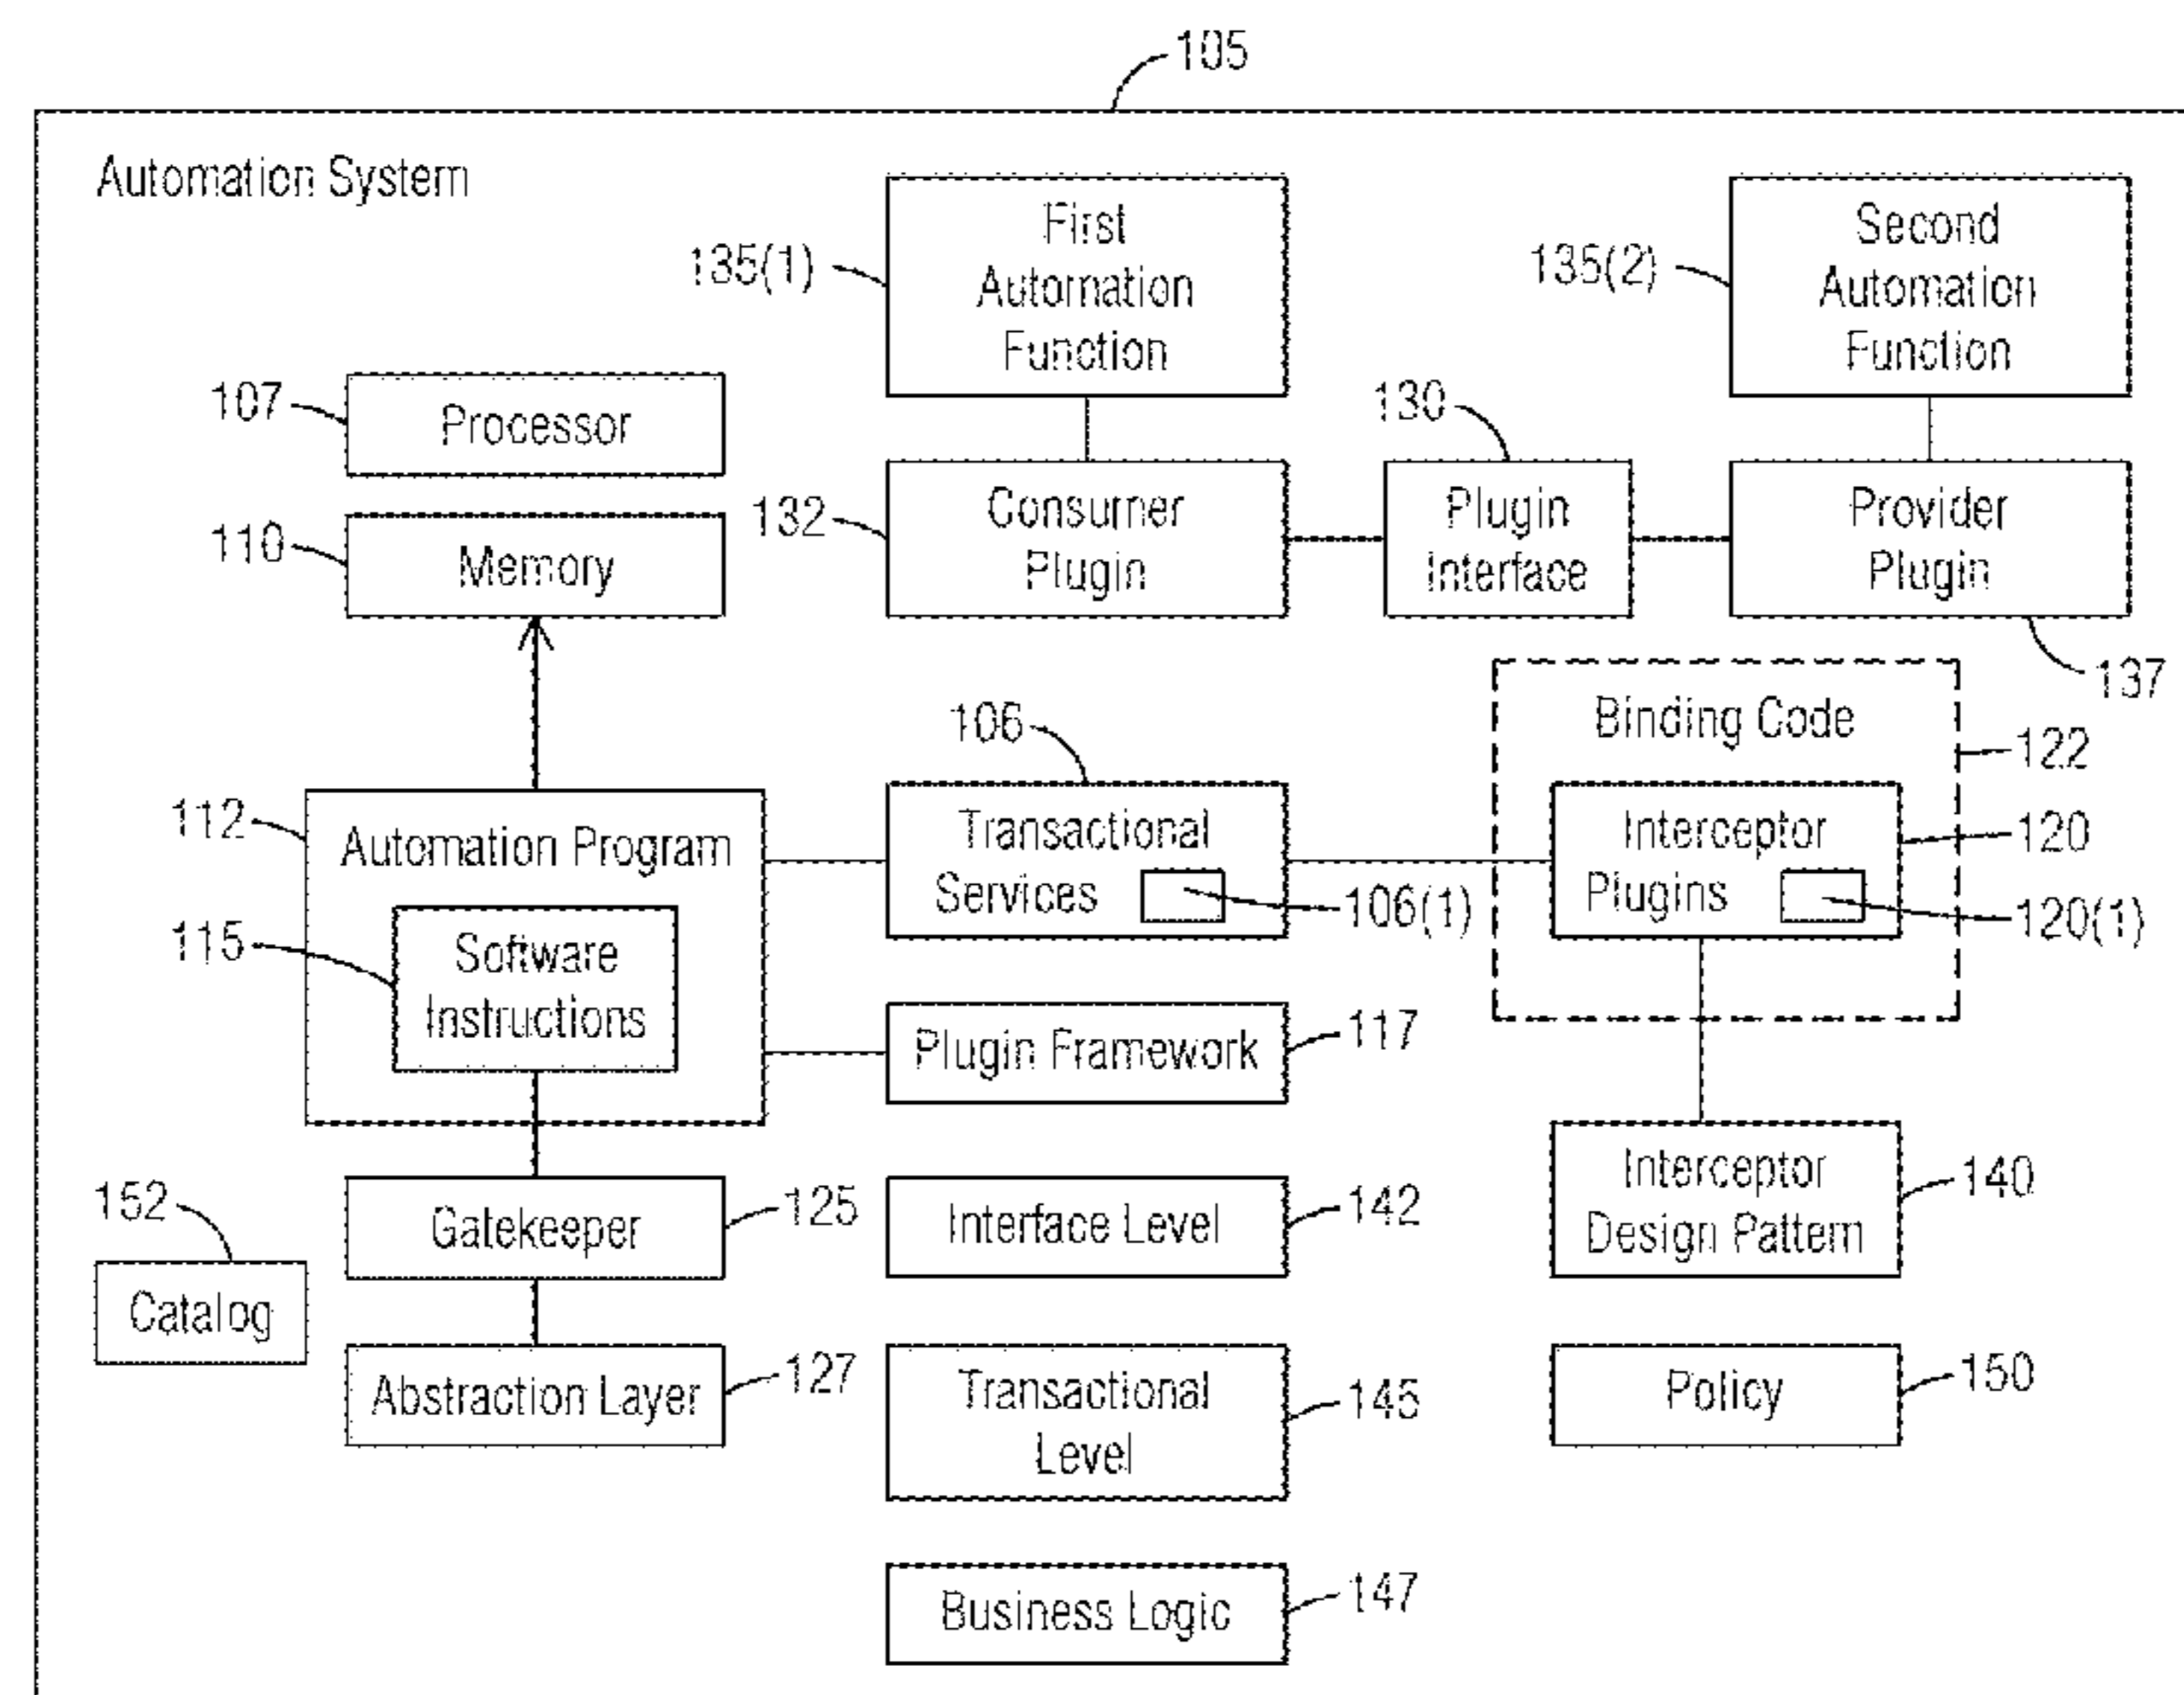 105
Automation System
First
Automation
Function
135(1)
Second
Automation
Function
135(2)
107
Processor
130
110
Memory
132
Consumer
Plugin
Plugin
Interface
Provider
Plugin
137
106
Binding Code
122
112
Automation Program
Transactional
Services
106(1)
Interceptor
Plugins
120
120(1)
115
Software
Instructions
Plugin Framework
117
152
Gatekeeper
125
Interface Level
142
Interceptor
Design Pattern
140
Catalog
Abstraction Layer
127
Transactional
Level
145
Policy
150
Business Logic
147